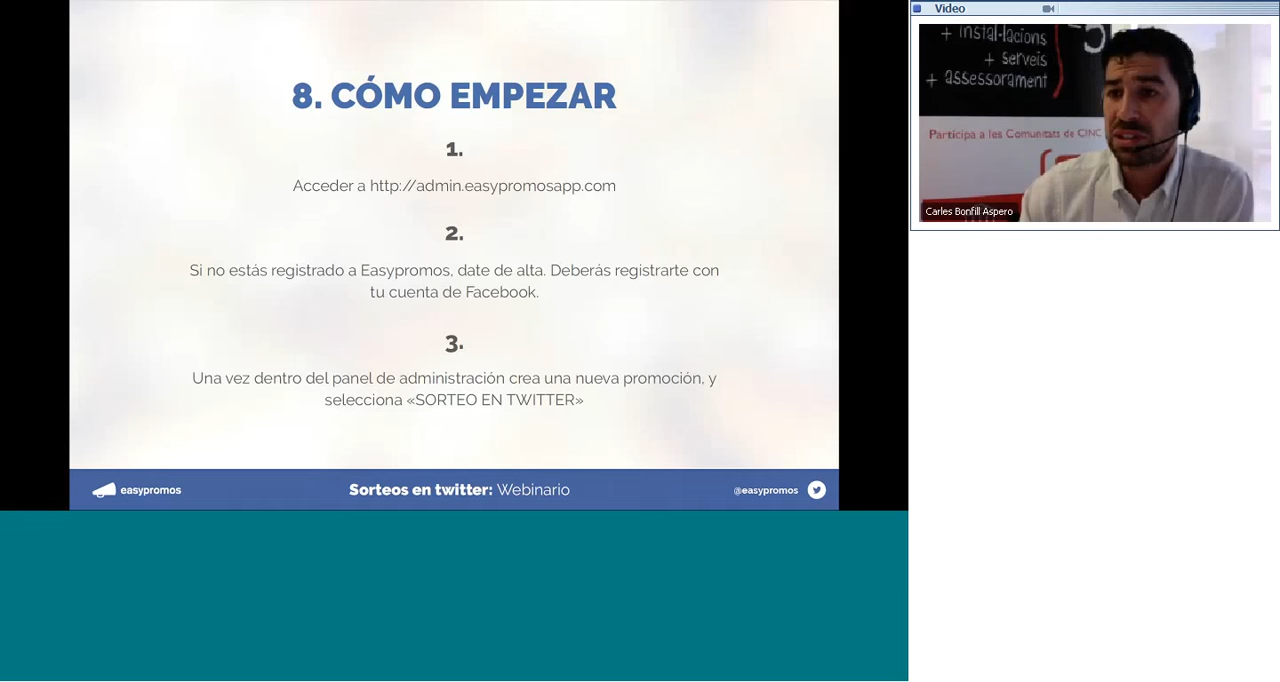 8. CÓMO EMPEZAR
1.
Acceder a http://admin.easypromosapp.com
2.
Si no estás registrado a Easypromos, date de alta. Deberás registrarte con
tu cuenta de Facebook.
3.
Una vez dentro del panel de administración crea una nueva promoción, y
selecciona «SORTEO EN TWITTER»
easypromos
Sorteos en twitter: Webinario
@easypromos
Video
+ instal·lacions
+ serveis
+ assessorament
Participa a les Comunitats de CINC
Carles Bonfill Aspero